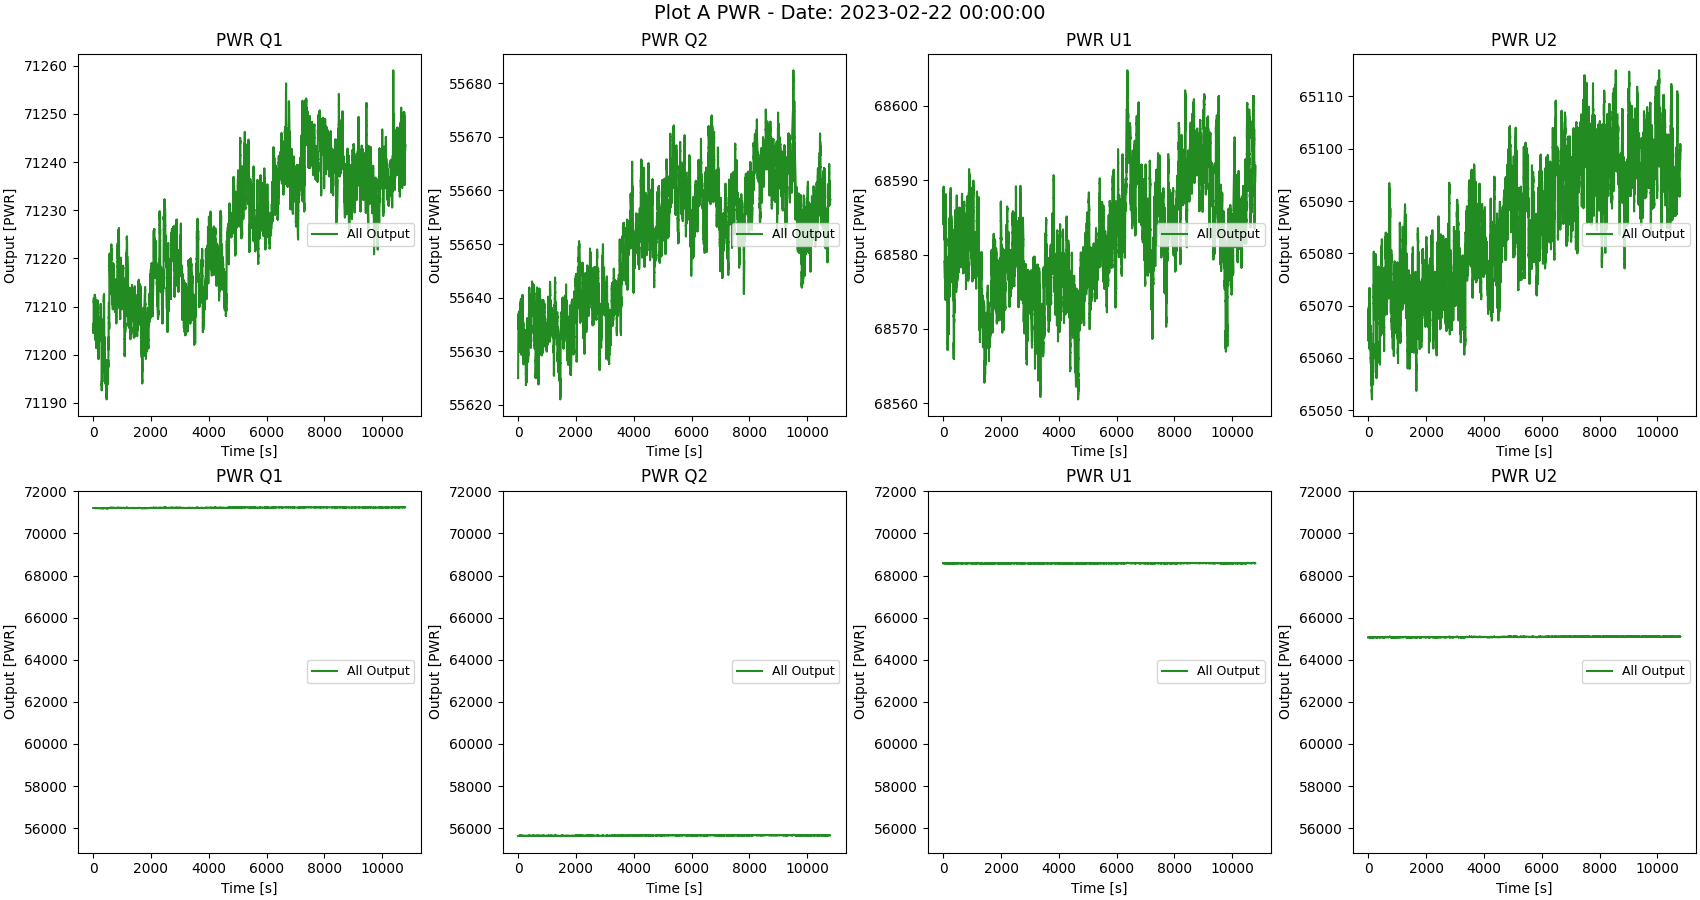 Plot A PWR - Date: 2023-02-22 00:00:00
PWR Q1
71260
71250
71240
71230
71220
71210
71200
71190
Output [PWR]
All Output
0 2000 4000 6000 8000 10000
Time [s]
PWR Q2
55680
55670
55660
55650
55640
55630
55620
Output [PWR]
All Output
0 2000 4000 6000 8000 10000
Time [s]
PWR U1
68600
68590
68580
68570
68560
Output [PWR]
All Output
0 2000 4000 6000 8000 10000
Time [s]
PWR U2
65110
65100
65090
65080
65070
65060
65050
Output [PWR]
All Output
0 2000 4000 6000 8000 10000
Time [s]
PWR Q1
72000
70000
68000
66000
64000
62000
60000
58000
56000
Output [PWR]
All Output
0 2000 4000 6000 8000 10000
Time [s]
PWR Q2
72000
70000
68000
66000
64000
62000
60000
58000
56000
Output [PWR]
All Output
0 2000 4000 6000 8000 10000
Time [s]
PWR U1
72000
70000
68000
66000
64000
62000
60000
58000
56000
Output [PWR]
All Output
0 2000 4000 6000 8000 10000
Time [s]
PWR U2
72000
70000
68000
66000
64000
62000
60000
58000
56000
Output [PWR]
All Output
0 2000 4000 6000 8000 10000
Time [s]